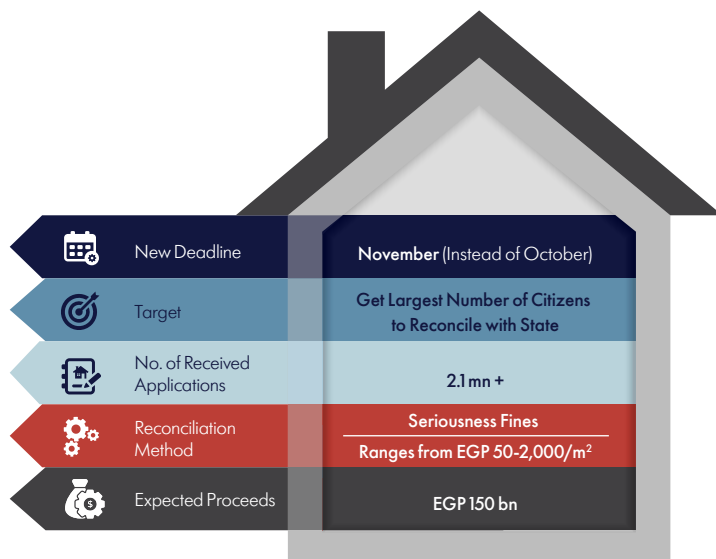 New Deadline
November (Instead of October)
Target
Get Largest Number of Citizens
to Reconcile with State
No. of Received
Applications
2.1 mn +
Reconciliation
Method
Seriousness Fines
Ranges from EGP 50-2,000/m²
Expected Proceeds
$
EGP 150 bn